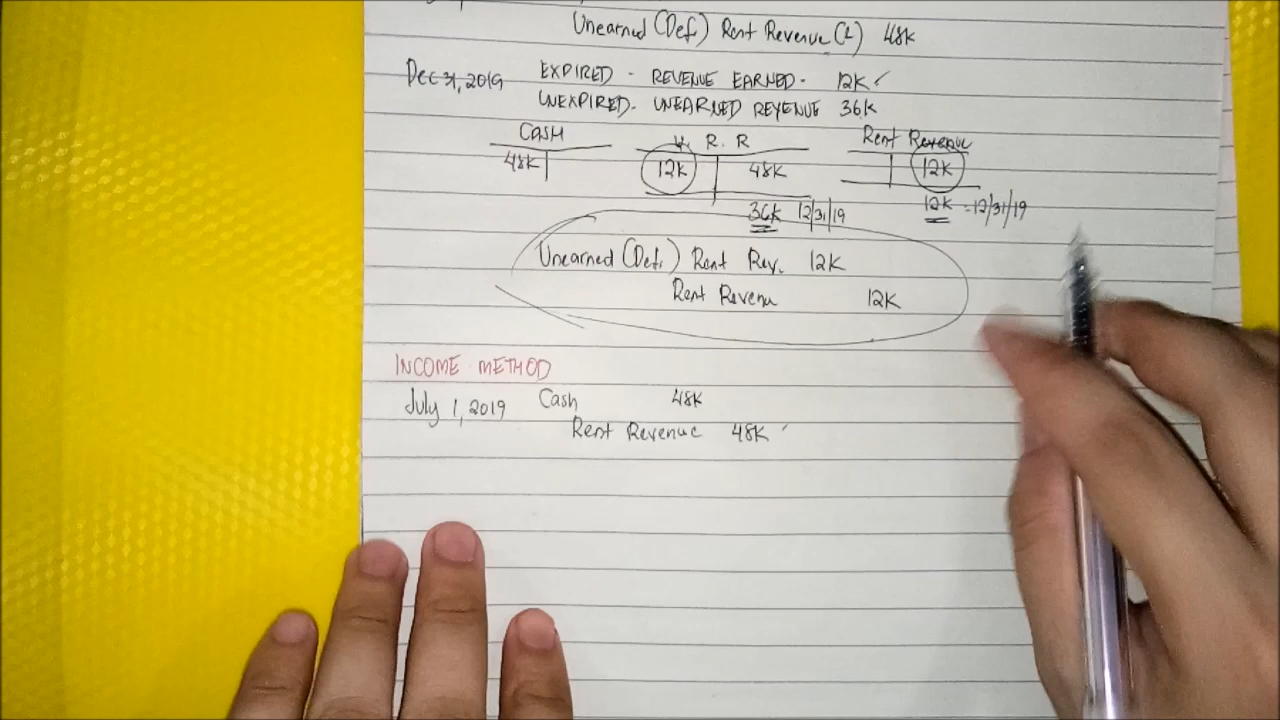 Unearned (Def.) Rent Revenue (L) 48K
Dec 31, 2019 EXPIRED - REVENUE EARNED - 12K ✓
UNEXPIRED - UNEARNED REVENUE 36K
CASH U. R. R Rent Revenue
48K 12K 48K 12K
36K 12/31/19 12K - 12/31/19
Unearned (Def.) Rent Rev. 12K
Rent Revenu 12K
INCOME METHOD
July 1, 2019 Cash 48K
Rent Revenue 48K